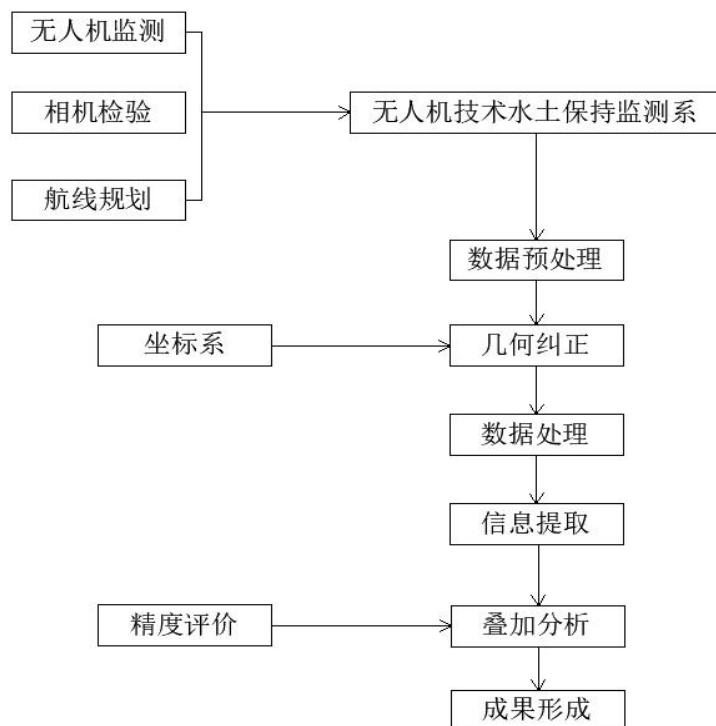 无人机监测
相机检验
无人机技术水土保持监测系
航线规划
数据预处理
坐标系
几何纠正
数据处理
信息提取
精度评价
叠加分析
成果形成